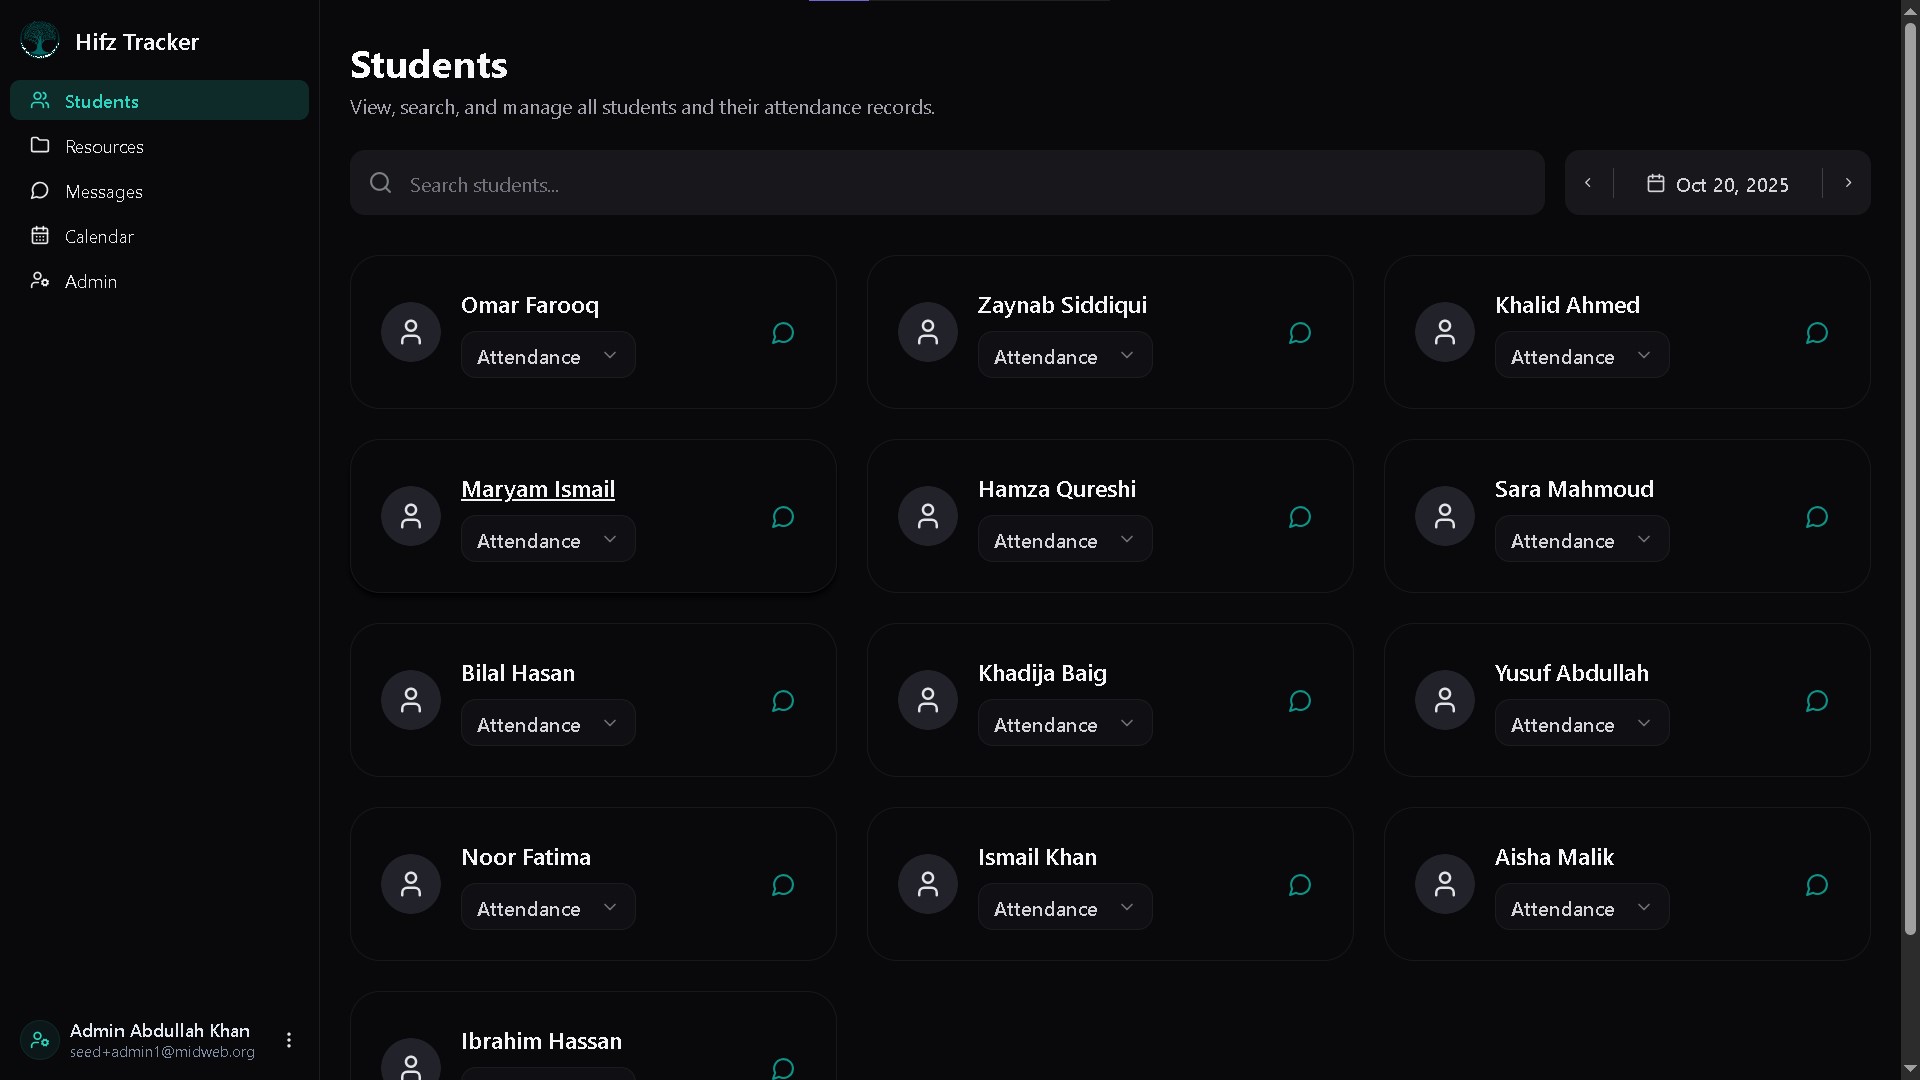 Hifz Tracker
Students
Resources
Messages
Calendar
Admin
Students
View, search, and manage all students and their attendance records.
Search students...
Oct 20, 2025
Omar Farooq
Attendance
Zaynab Siddiqui
Attendance
Khalid Ahmed
Attendance
Maryam Ismail
Attendance
Hamza Qureshi
Attendance
Sara Mahmoud
Attendance
Bilal Hasan
Attendance
Khadija Baig
Attendance
Yusuf Abdullah
Attendance
Noor Fatima
Attendance
Ismail Khan
Attendance
Aisha Malik
Attendance
Ibrahim Hassan
Admin Abdullah Khan
seed+admin1@midweb.org